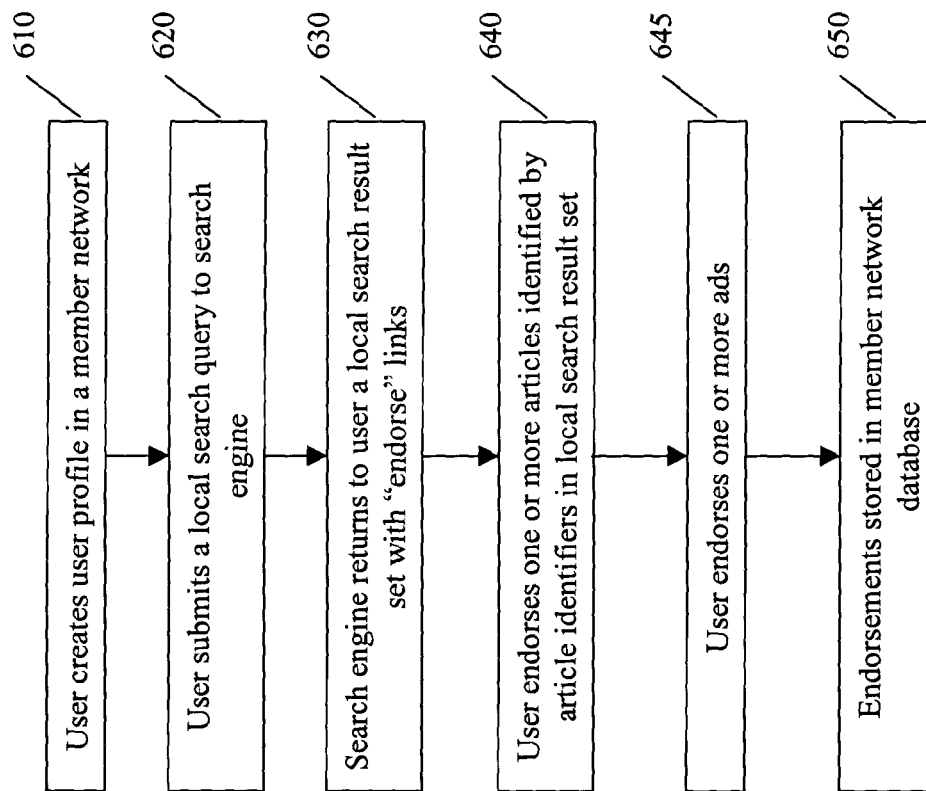 610
User creates user profile in a member network
620
User submits a local search query to search
engine
630
Search engine returns to user a local search result
set with “endorse” links
640
User endorses one or more articles identified by
article identifiers in local search result set
645
User endorses one or more ads
650
Endorsements stored in member network
database